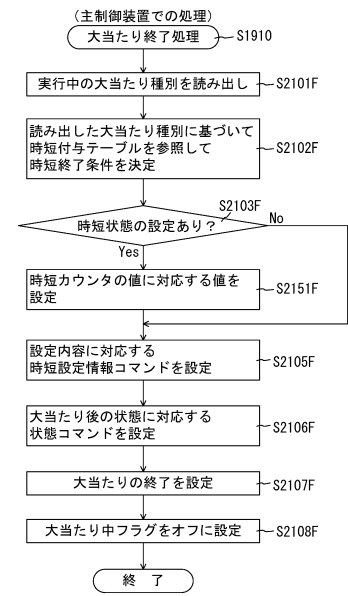 (主制御装置での処理)
大当たり終了処理
S1910
実行中の大当たり種別を読み出し
S2101F
読み出した大当たり種別に基づいて
時短付与テーブルを参照して
時短終了条件を決定
S2102F
S2103F
時短状態の設定あり?
No
Yes
時短カウンタの値に対応する値を
設定
S2151F
設定内容に対応する
時短設定情報コマンドを設定
S2105F
大当たり後の状態に対応する
状態コマンドを設定
S2106F
大当たりの終了を設定
S2107F
大当たり中フラグをオフに設定
S2108F
終 了